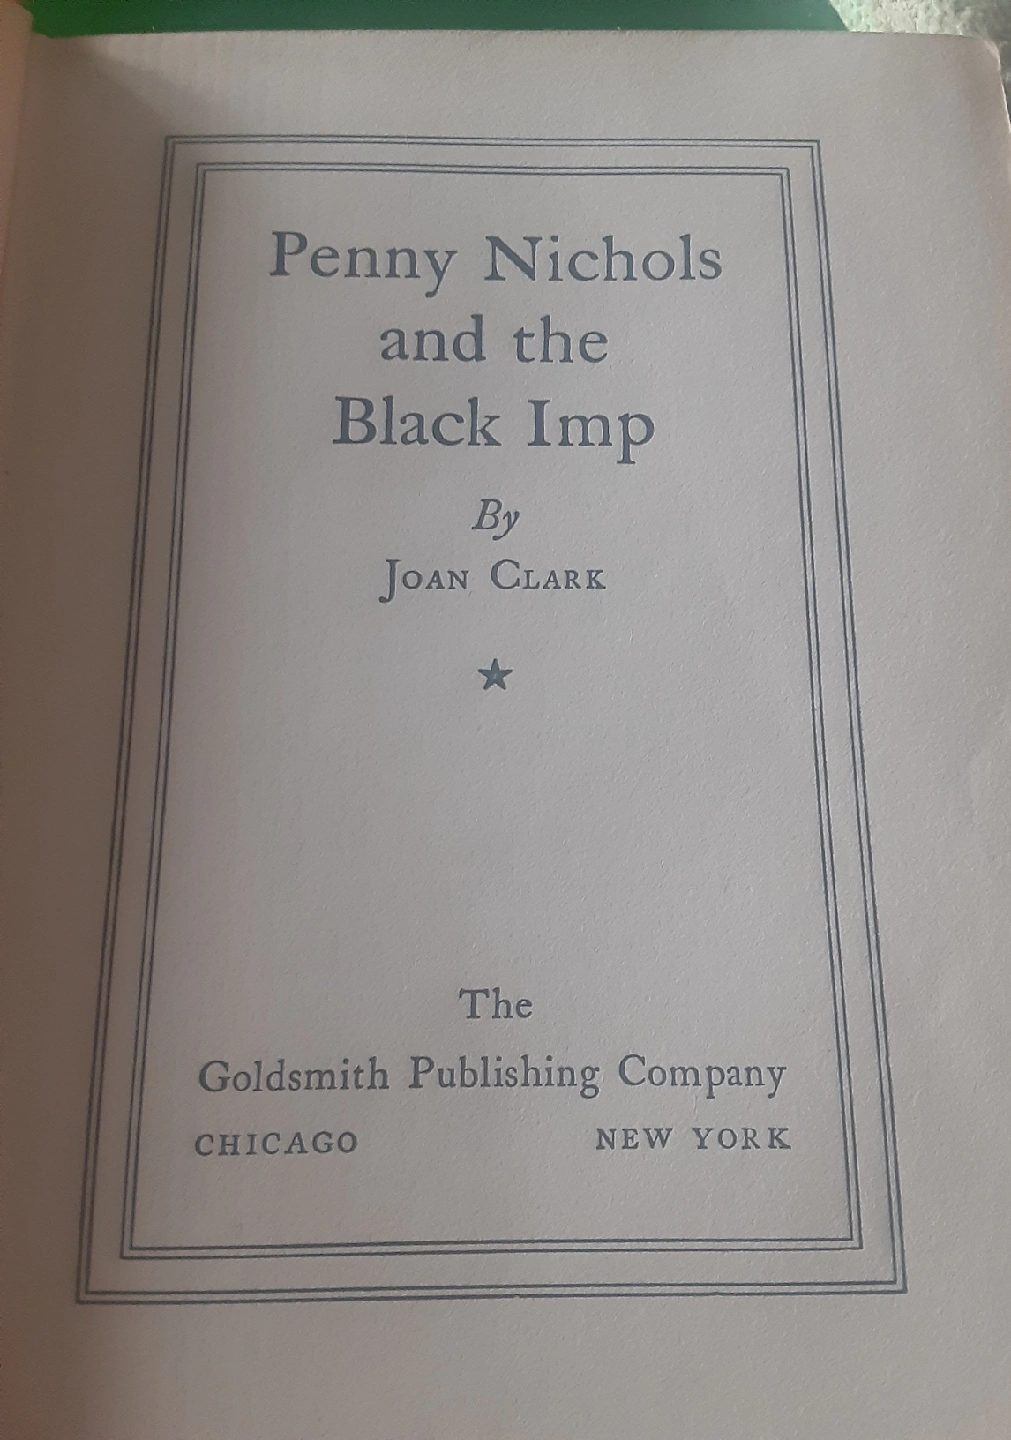 Penny Nichols
and the
Black Imp
By
JOAN CLARK
The
Goldsmith Publishing Company
CHICAGO NEW YORK